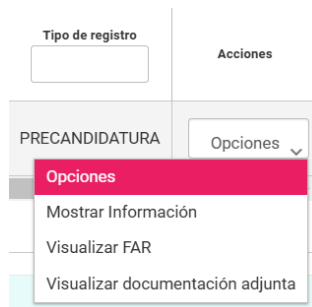 Tipo de registro
Acciones
PRECANDIDATURA
Opciones
Opciones
Mostrar Información
Visualizar FAR
Visualizar documentación adjunta